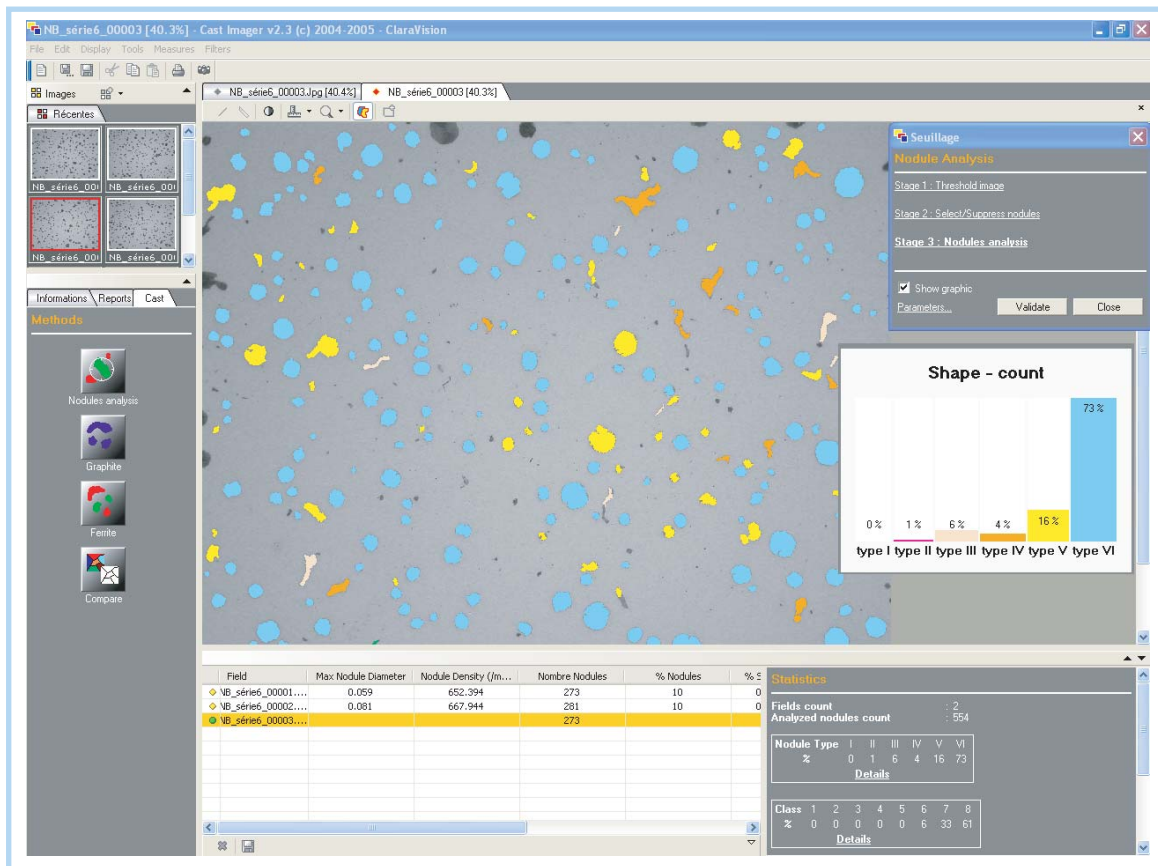 NB_série6_00003 [40.3%] - Cast Imager v2.3 (c) 2004-2005 - ClaraVision
File Edit Display Tools Measures Filters
Images
Récentes
NB_série6_00( NB_série6_00(
NB_série6_00( NB_série6_00(
NB_série6_00003.Jpg [40.4%] NB_série6_00003 [40.3%]
Informations Reports Cast
Methods
Nodules analysis
Graphite
Ferrite
Compare
Seuillage
Nodule Analysis
Stage 1 : Threshold image
Stage 2 : Select/Suppress nodules
Stage 3 : Nodules analysis
Show graphic
Parameters... Validate Close
Shape - count
0 % 1 % 6 % 4 % 16 % 73 %
type I type II type III type IV type V type VI
Field Max Nodule Diameter Nodule Density (/m... Nombre Nodules % Nodules % S
NB_série6_00001.... 0.059 652.394 273 10 0
NB_série6_00002.... 0.081 667.944 281 10 0
NB_série6_00003.... 273
Statistics
Fields count : 2
Analyzed nodules count : 554
Nodule Type I II III IV V VI
% 0 1 6 4 16 73
Details
Class 1 2 3 4 5 6 7 8
% 0 0 0 0 0 6 33 61
Details